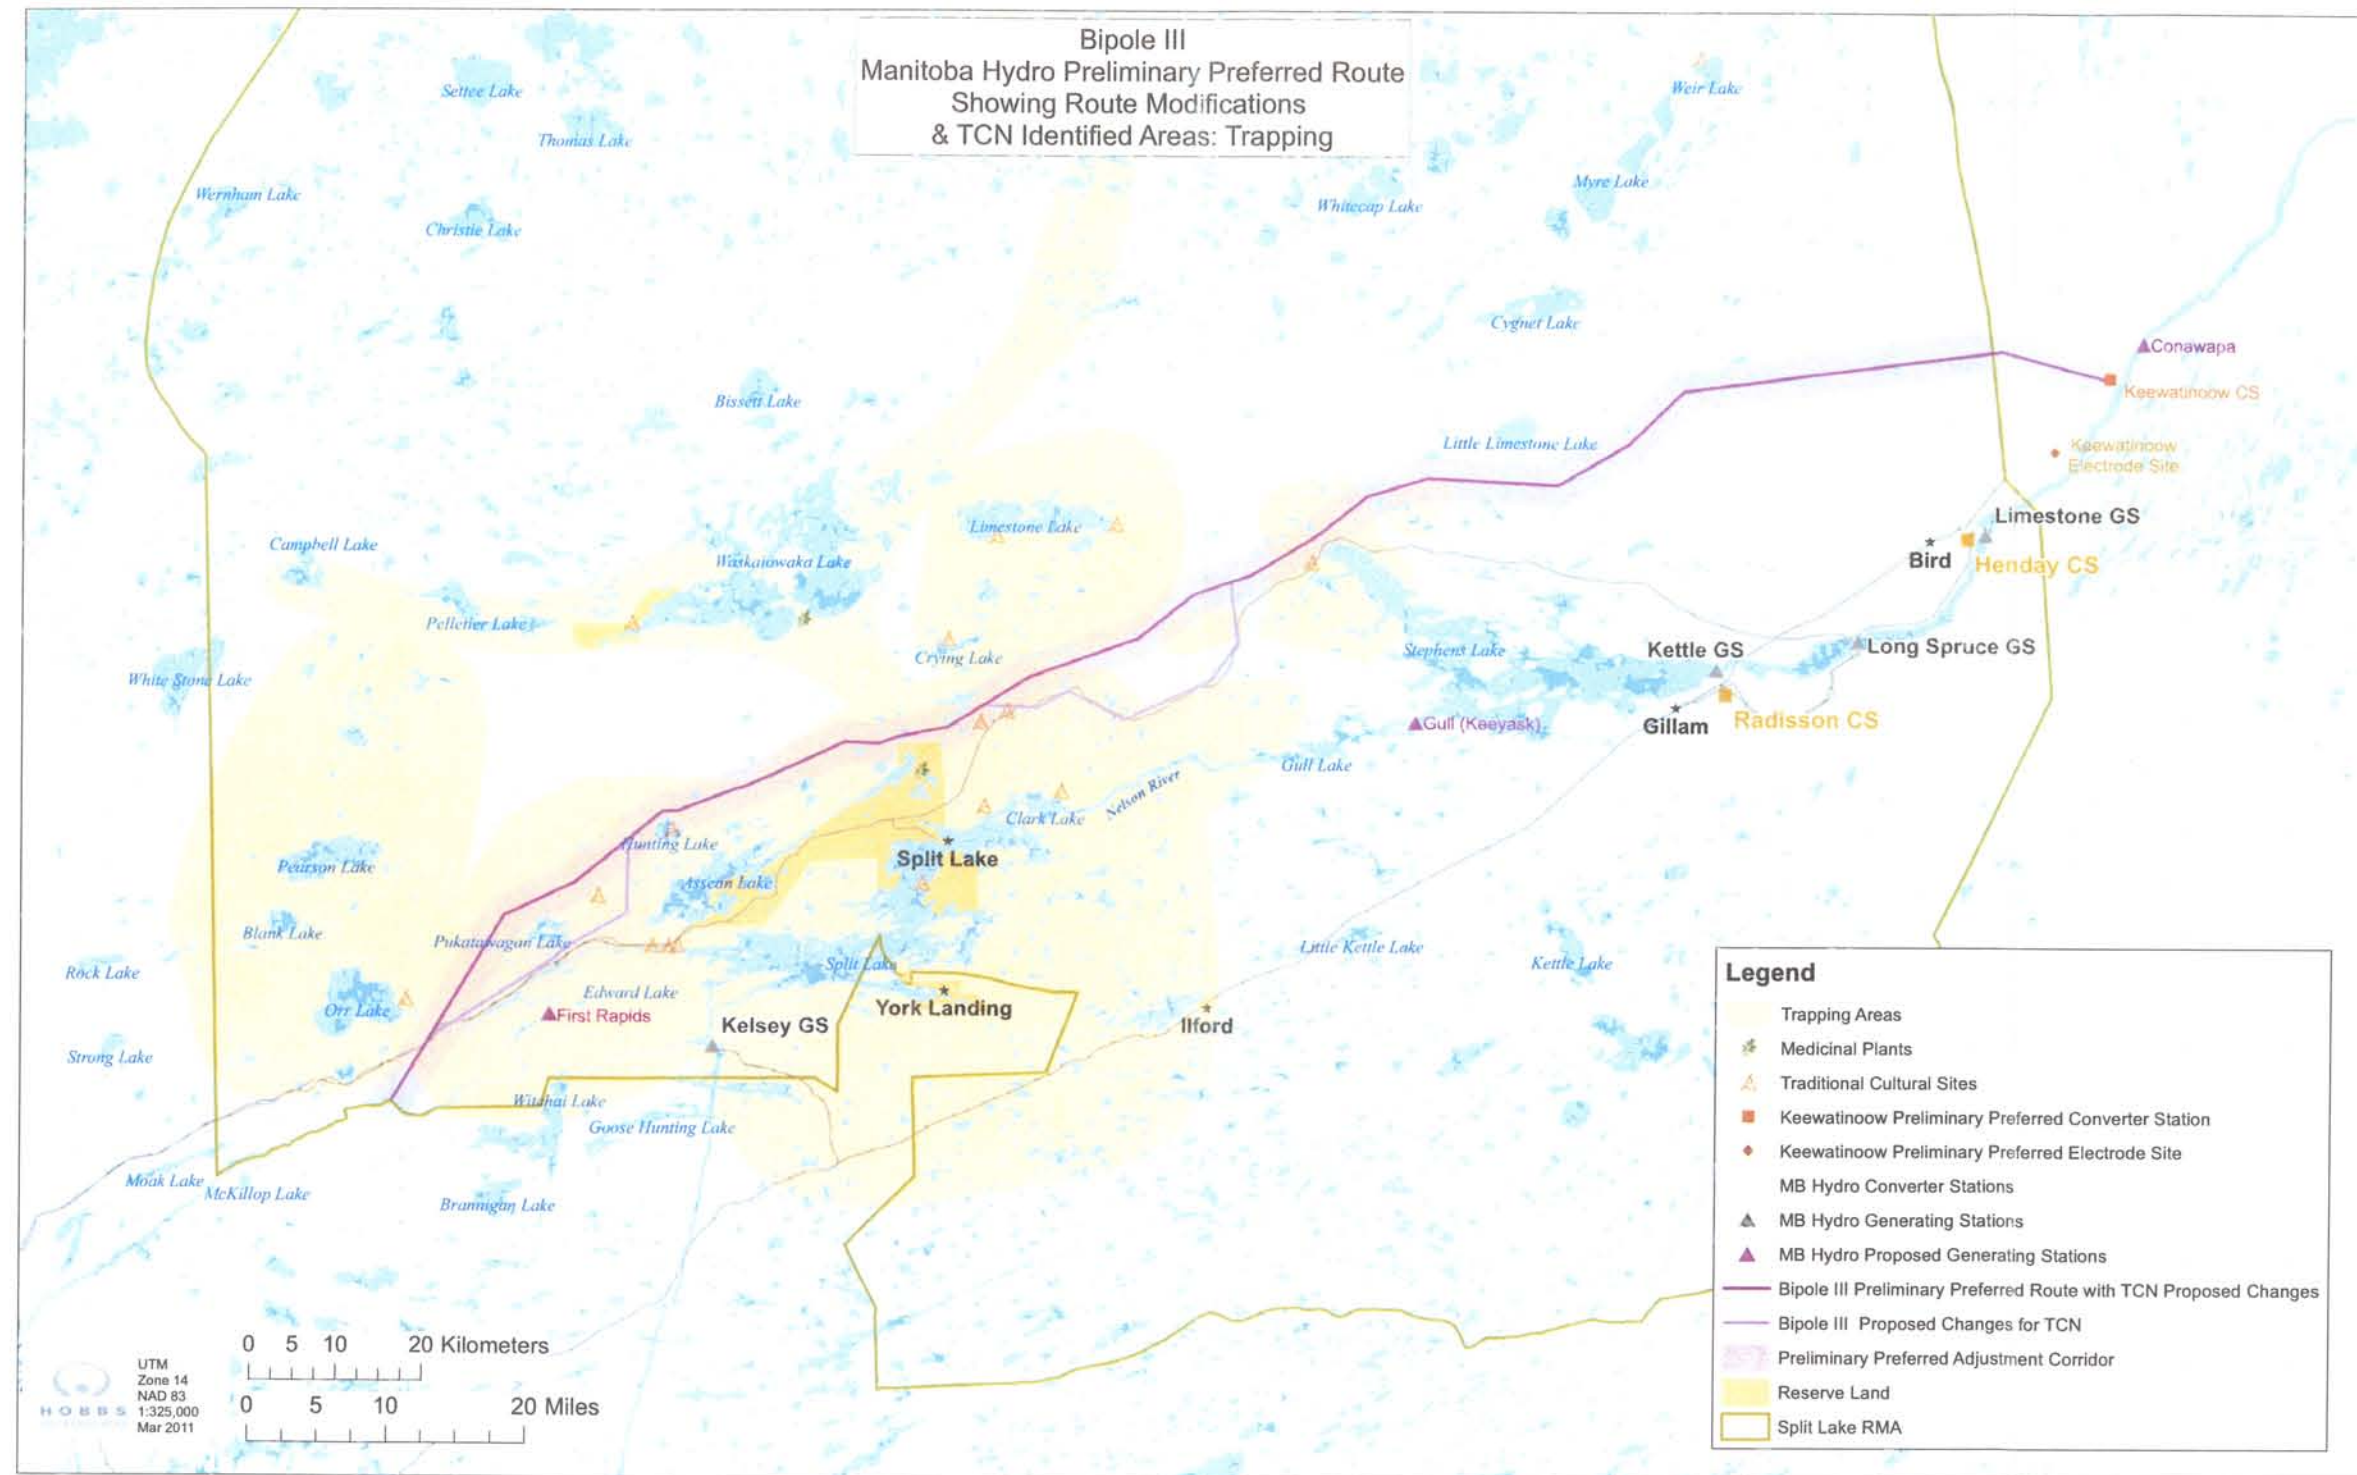 Bipole III
Manitoba Hydro Preliminary Preferred Route
Showing Route Modifications
& TCN Identified Areas: Trapping
Settee Lake
Thomas Lake
Wernham Lake
Christie Lake
Weir Lake
Myre Lake
Whitecap Lake
Cygnet Lake
Conawapa
Keewatinoow CS
Bissett Lake
Little Limestone Lake
Keewatinoow
Electrode Site
Limestone GS
Limestone Lake
Campbell Lake
Waskaiowaka Lake
Bird
Henday CS
Pelletier Lake
Crying Lake
Stephens Lake
Kettle GS
Long Spruce GS
White Stone Lake
Gull (Keeyask)
Gillam
Radisson CS
Gull Lake
Nelson River
Clark Lake
Hunting Lake
Split Lake
Pearson Lake
Assean Lake
Blank Lake
Pukatawagan Lake
Little Kettle Lake
Kettle Lake
Rock Lake
Split Lake
Edward Lake
York Landing
Orr Lake
First Rapids
Kelsey GS
Ilford
Strong Lake
Witchai Lake
Goose Hunting Lake
Moak Lake
McKillop Lake
Brannigan Lake
Legend
Trapping Areas
Medicinal Plants
Traditional Cultural Sites
Keewatinoow Preliminary Preferred Converter Station
Keewatinoow Preliminary Preferred Electrode Site
MB Hydro Converter Stations
MB Hydro Generating Stations
MB Hydro Proposed Generating Stations
Bipole III Preliminary Preferred Route with TCN Proposed Changes
Bipole III Proposed Changes for TCN
Preliminary Preferred Adjustment Corridor
Reserve Land
Split Lake RMA
0 5 10 20 Kilometers
0 5 10 20 Miles
HOBBS
UTM
Zone 14
NAD 83
1:325,000
Mar 2011